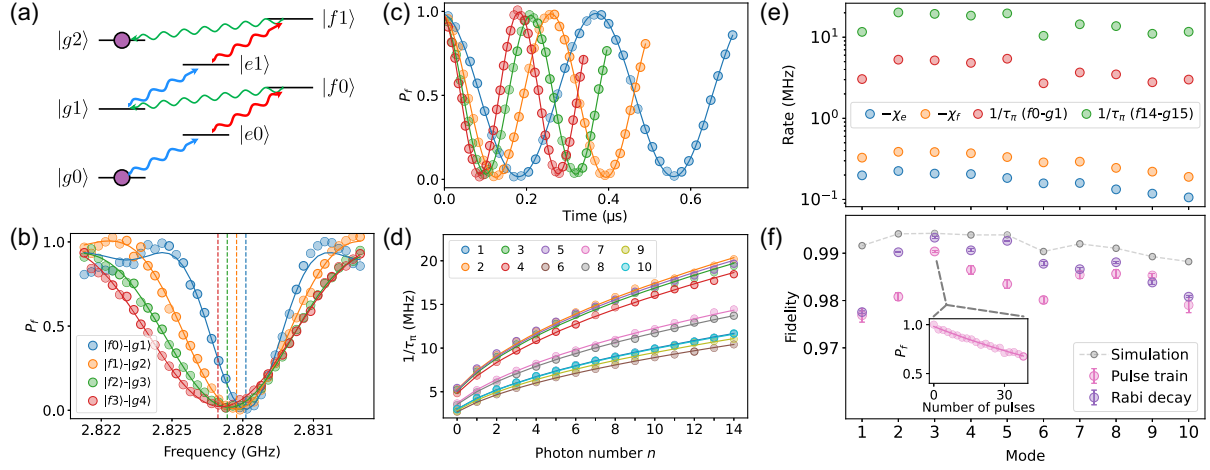 (a)
|f1⟩
|g2⟩
|e1⟩
|f0⟩
|g1⟩
|e0⟩
|g0⟩
(b)
1.0
0.5
0.0
P_f
|f0⟩-|g1⟩
|f1⟩-|g2⟩
|f2⟩-|g3⟩
|f3⟩-|g4⟩
2.822 2.825 2.828 2.831
Frequency (GHz)
(c)
1.0
0.5
0.0
P_f
0.0 0.2 0.4 0.6
Time (µs)
(d)
1 3 5 7 9
2 4 6 8 10
20
15
10
5
1/τ_π (MHz)
0 2 4 6 8 10 12 14
Photon number n
(e)
10¹
10⁰
10⁻¹
Rate (MHz)
−χ_e −χ_f 1/τ_π (f0-g1) 1/τ_π (f14-g15)
(f)
0.99
0.98
0.97
Fidelity
1.0
0.5
P_f
0 30
Number of pulses
Simulation
Pulse train
Rabi decay
1 2 3 4 5 6 7 8 9 10
Mode